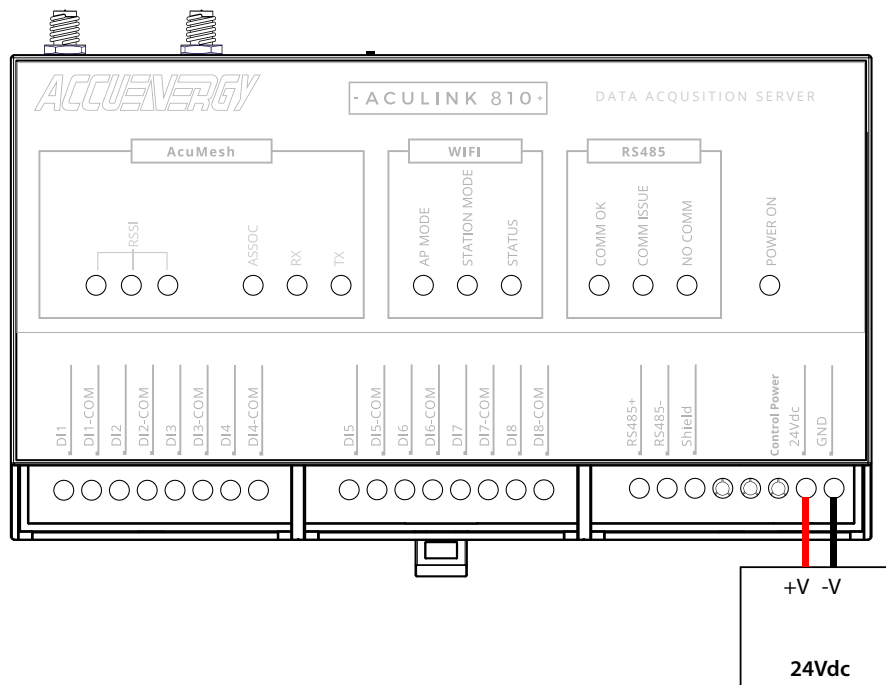 ACCUENERGY
- ACULINK 810 +
DATA ACQUSITION SERVER
AcuMesh
WIFI
RS485
RSSI
ASSOC
RX
TX
AP MODE
STATION MODE
STATUS
COMM OK
COMM ISSUE
NO COMM
POWER ON
DI1
DI1-COM
DI2
DI2-COM
DI3
DI3-COM
DI4
DI4-COM
DI5
DI5-COM
DI6
DI6-COM
DI7
DI7-COM
DI8
DI8-COM
RS485+
RS485-
Shield
Control Power
24Vdc
GND
+V -V
24Vdc